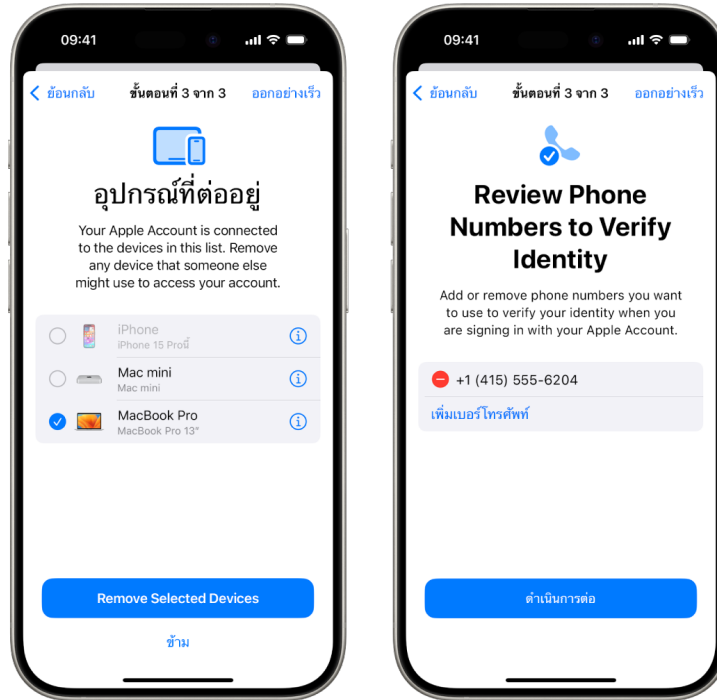 09:41
ย้อนกลับ ขั้นตอนที่ 3 จาก 3 ออกอย่างเร็ว
อุปกรณ์ที่ต่ออยู่
Your Apple Account is connected
to the devices in this list. Remove
any device that someone else
might use to access your account.
iPhone
iPhone 15 Proนี้
Mac mini
Mac mini
MacBook Pro
MacBook Pro 13"
Remove Selected Devices
ข้าม
09:41
ย้อนกลับ ขั้นตอนที่ 3 จาก 3 ออกอย่างเร็ว
Review Phone
Numbers to Verify
Identity
Add or remove phone numbers you want
to use to verify your identity when you
are signing in with your Apple Account.
+1 (415) 555-6204
เพิ่มเบอร์โทรศัพท์
ดำเนินการต่อ